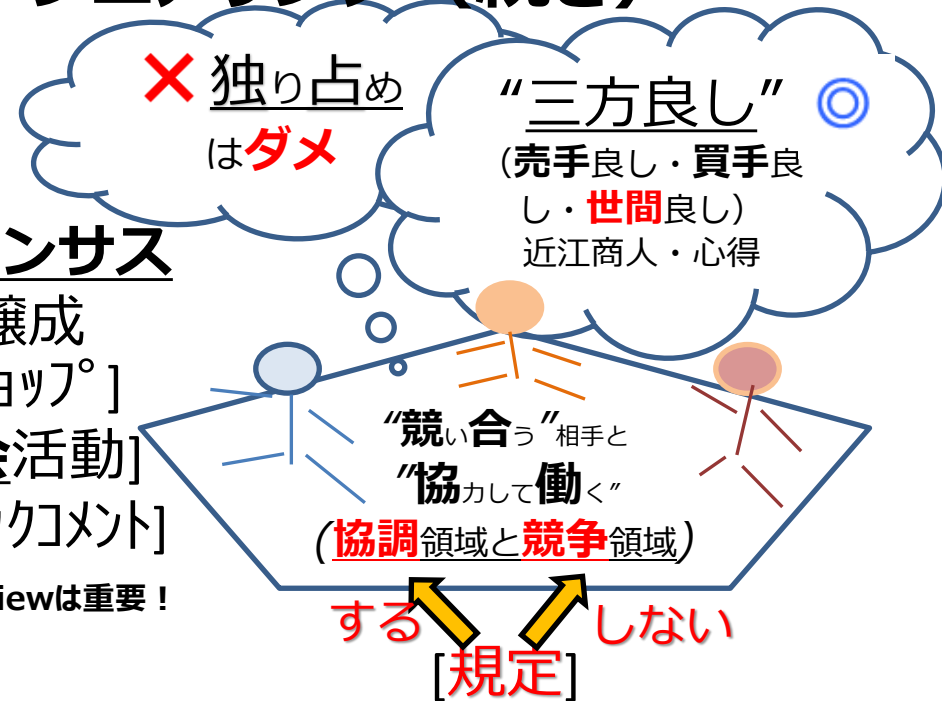 (続き)
× 独り占め
はダメ
“三方良し” ◎
(売手良し・買手良
し・世間良し)
近江商人・心得
ンサス
醸成
ョップ]
会活動]
ックコメント]
iewは重要！
“競い合う”相手と
“協力して働く”
(協調領域と競争領域)
する
しない
[規定]